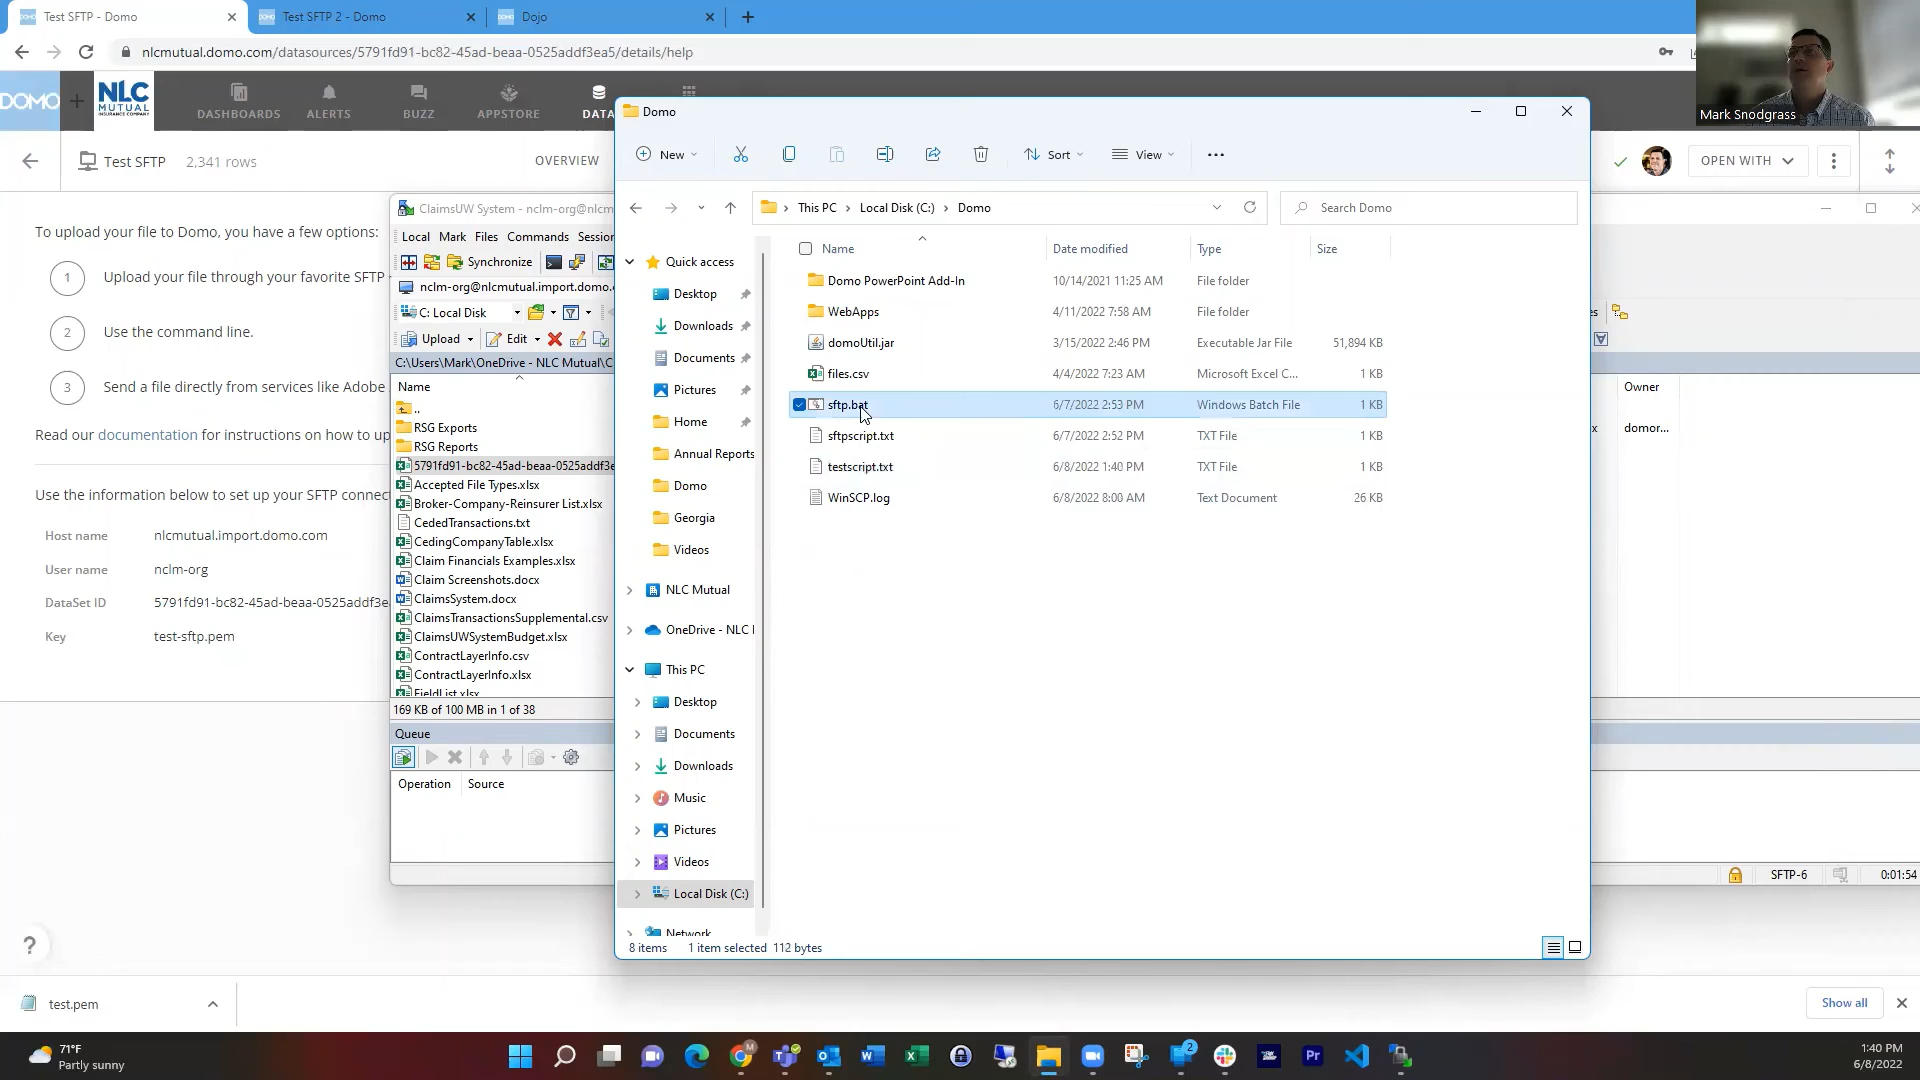 Test SFTP - Domo
Test SFTP 2 - Domo
Dojo
nlcmutual.domo.com/datasources/5791fd91-bc82-45ad-beaa-0525addf3ea5/details/help
Mark Snodgrass
DOMO
NLC
MUTUAL
INSURANCE COMPANY
DASHBOARDS
ALERTS
BUZZ
APPSTORE
DATA
Test SFTP
2,341 rows
OVERVIEW
OPEN WITH
To upload your file to Domo, you have a few options:
1
Upload your file through your favorite SFTP
2
Use the command line.
3
Send a file directly from services like Adobe
Read our documentation for instructions on how to up
Use the information below to set up your SFTP connect
Host name
nlcmutual.import.domo.com
User name
nclm-org
DataSet ID
5791fd91-bc82-45ad-beaa-0525addf3e
Key
test-sftp.pem
ClaimsUW System - nclm-org@nlcm
Local Mark Files Commands Session
Synchronize
nclm-org@nlcmutual.import.domo.
C: Local Disk
Upload
Edit
C:\Users\Mark\OneDrive - NLC Mutual\C
Name
..
RSG Exports
RSG Reports
5791fd91-bc82-45ad-beaa-0525addf3e
Accepted File Types.xlsx
Broker-Company-Reinsurer List.xlsx
CededTransactions.txt
CedingCompanyTable.xlsx
Claim Financials Examples.xlsx
Claim Screenshots.docx
ClaimsSystem.docx
ClaimsTransactionsSupplemental.csv
ClaimsUWSystemBudget.xlsx
ContractLayerInfo.csv
ContractLayerInfo.xlsx
FieldList.xlsx
169 KB of 100 MB in 1 of 38
Queue
Operation
Source
Domo
New
Sort
View
This PC
Local Disk (C:)
Domo
Search Domo
Quick access
Desktop
Downloads
Documents
Pictures
Home
Annual Reports
Domo
Georgia
Videos
NLC Mutual
OneDrive - NLC
This PC
Desktop
Documents
Downloads
Music
Pictures
Videos
Local Disk (C:)
Network
Name
Date modified
Type
Size
Domo PowerPoint Add-In 10/14/2021 11:25 AM File folder
WebApps 4/11/2022 7:58 AM File folder
domoUtil.jar 3/15/2022 2:46 PM Executable Jar File 51,894 KB
files.csv 4/4/2022 7:23 AM Microsoft Excel C... 1 KB
sftp.bat 6/7/2022 2:53 PM Windows Batch File 1 KB
sftpscript.txt 6/7/2022 2:52 PM TXT File 1 KB
testscript.txt 6/8/2022 1:40 PM TXT File 1 KB
WinSCP.log 6/8/2022 8:00 AM Text Document 26 KB
8 items
1 item selected 112 bytes
Owner
domor...
SFTP-6
0:01:54
test.pem
Show all
71°F
Partly sunny
2
Pr
1:40 PM
6/8/2022